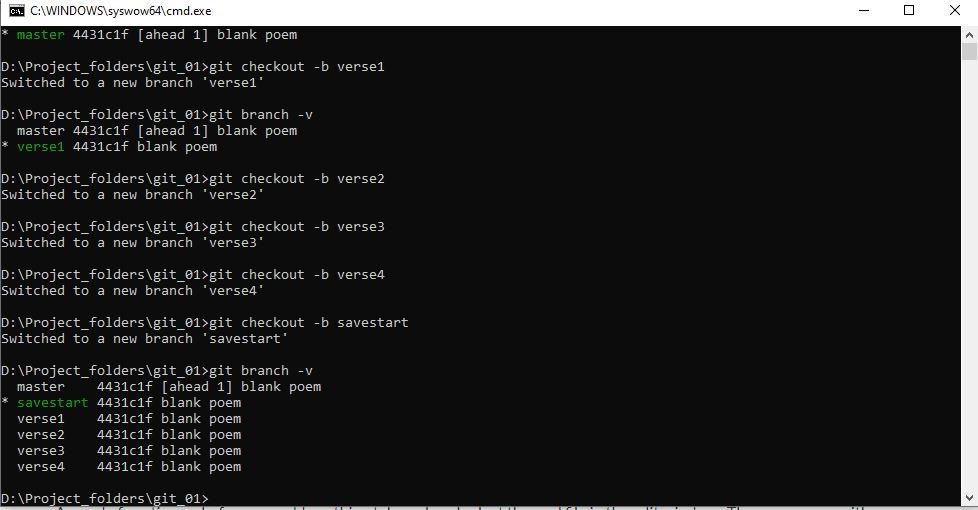 C:\WINDOWS\syswow64\cmd.exe
* master 4431c1f [ahead 1] blank poem
D:\Project_folders\git_01>git checkout -b verse1
Switched to a new branch 'verse1'
D:\Project_folders\git_01>git branch -v
  master 4431c1f [ahead 1] blank poem
* verse1 4431c1f blank poem
D:\Project_folders\git_01>git checkout -b verse2
Switched to a new branch 'verse2'
D:\Project_folders\git_01>git checkout -b verse3
Switched to a new branch 'verse3'
D:\Project_folders\git_01>git checkout -b verse4
Switched to a new branch 'verse4'
D:\Project_folders\git_01>git checkout -b savestart
Switched to a new branch 'savestart'
D:\Project_folders\git_01>git branch -v
  master    4431c1f [ahead 1] blank poem
* savestart 4431c1f blank poem
  verse1    4431c1f blank poem
  verse2    4431c1f blank poem
  verse3    4431c1f blank poem
  verse4    4431c1f blank poem
D:\Project_folders\git_01>